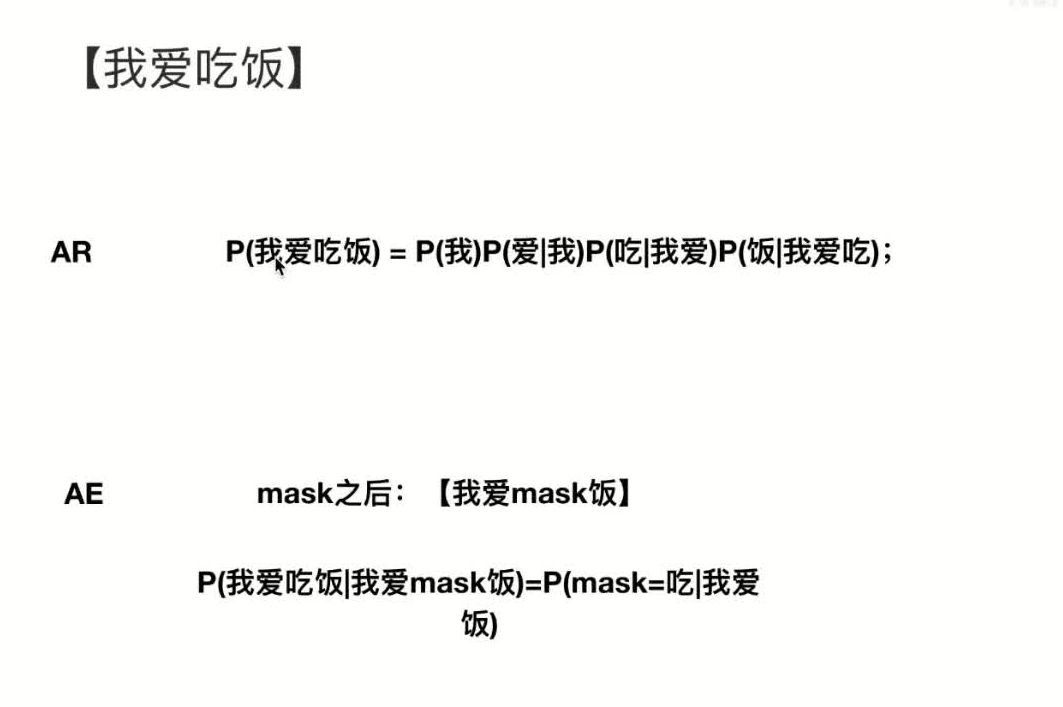 【我爱吃饭】
AR P(我爱吃饭) = P(我)P(爱|我)P(吃|我爱)P(饭|我爱吃);
AE mask之后：【我爱mask饭】
P(我爱吃饭|我爱mask饭)=P(mask=吃|我爱
饭)